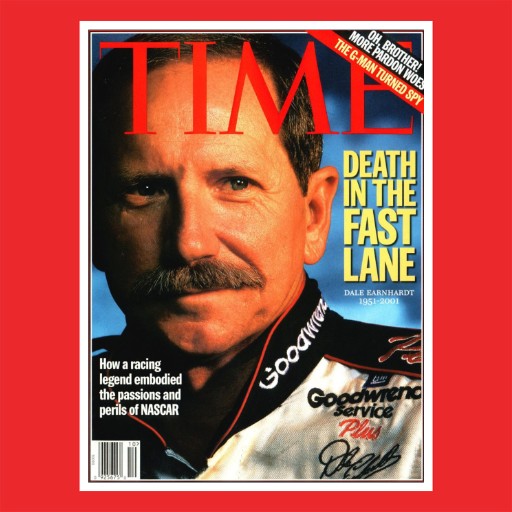 TIME
OH, BROTHER!
MORE PARDON WOES
THE G-MAN TURNED SPY
DEATH
IN THE
FAST
LANE
DALE EARNHARDT
1951-2001
How a racing
legend embodied
the passions and
perils of NASCAR
Goodwrench
Goodwrench
Service
Plus